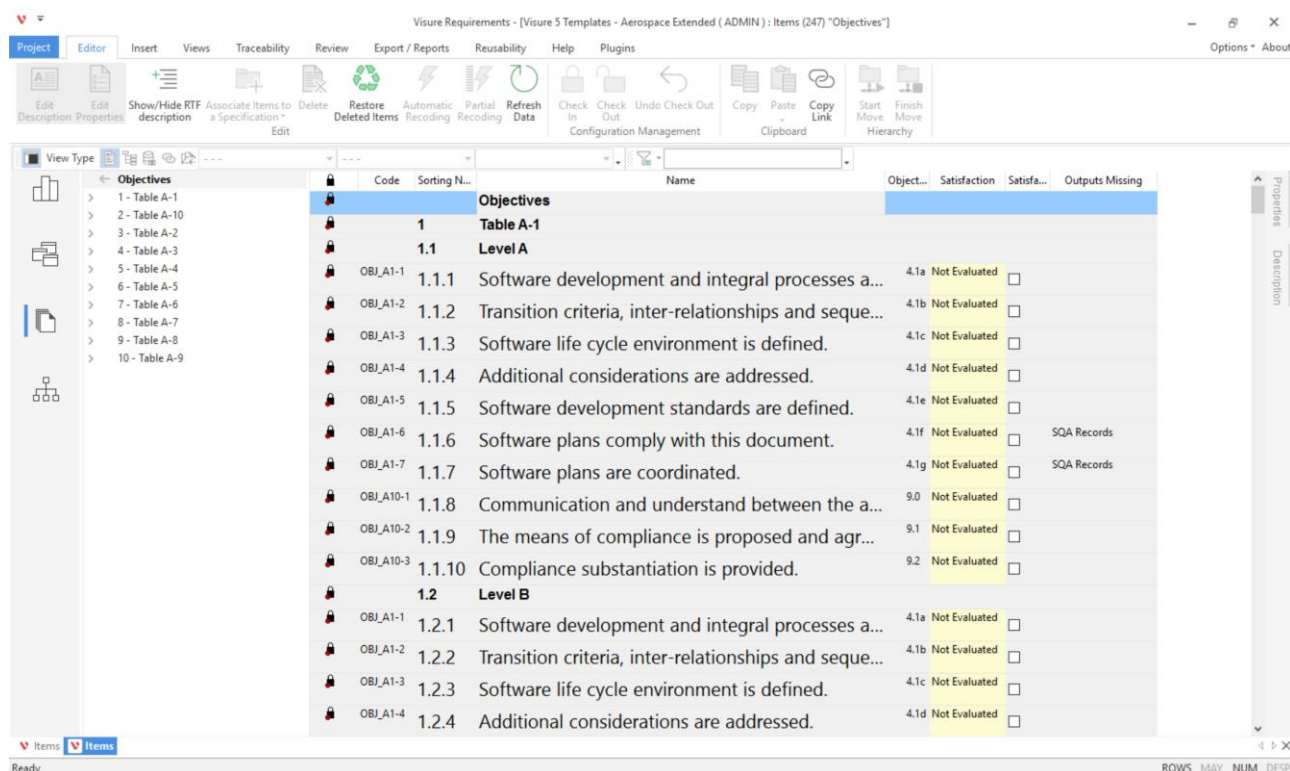 Visure Requirements - [Visure 5 Templates - Aerospace Extended ( ADMIN ) : Items (247) "Objectives"]
Project Editor Insert Views Traceability Review Export / Reports Reusability Help Plugins Options About
Edit Description
Edit Properties
Show/Hide RTF description
Associate Items to a Specification
Delete
Restore Deleted Items
Automatic Recoding
Partial Recoding
Refresh Data
Check In
Check Out
Undo Check Out
Copy
Paste
Copy Link
Start Move
Finish Move
Edit Configuration Management Clipboard Hierarchy
View Type --- --- ---
Objectives
1 - Table A-1
2 - Table A-10
3 - Table A-2
4 - Table A-3
5 - Table A-4
6 - Table A-5
7 - Table A-6
8 - Table A-7
9 - Table A-8
10 - Table A-9
Code Sorting N... Name Object... Satisfaction Satisfa... Outputs Missing
Objectives
1 Table A-1
1.1 Level A
OBJ_A1-1 1.1.1 Software development and integral processes a... 4.1a Not Evaluated
OBJ_A1-2 1.1.2 Transition criteria, inter-relationships and seque... 4.1b Not Evaluated
OBJ_A1-3 1.1.3 Software life cycle environment is defined. 4.1c Not Evaluated
OBJ_A1-4 1.1.4 Additional considerations are addressed. 4.1d Not Evaluated
OBJ_A1-5 1.1.5 Software development standards are defined. 4.1e Not Evaluated
OBJ_A1-6 1.1.6 Software plans comply with this document. 4.1f Not Evaluated SQA Records
OBJ_A1-7 1.1.7 Software plans are coordinated. 4.1g Not Evaluated SQA Records
OBJ_A10-1 1.1.8 Communication and understand between the a... 9.0 Not Evaluated
OBJ_A10-2 1.1.9 The means of compliance is proposed and agr... 9.1 Not Evaluated
OBJ_A10-3 1.1.10 Compliance substantiation is provided. 9.2 Not Evaluated
1.2 Level B
OBJ_A1-1 1.2.1 Software development and integral processes a... 4.1a Not Evaluated
OBJ_A1-2 1.2.2 Transition criteria, inter-relationships and seque... 4.1b Not Evaluated
OBJ_A1-3 1.2.3 Software life cycle environment is defined. 4.1c Not Evaluated
OBJ_A1-4 1.2.4 Additional considerations are addressed. 4.1d Not Evaluated
Properties
Description
Items Items
Ready ROWS MAY NUM DESP